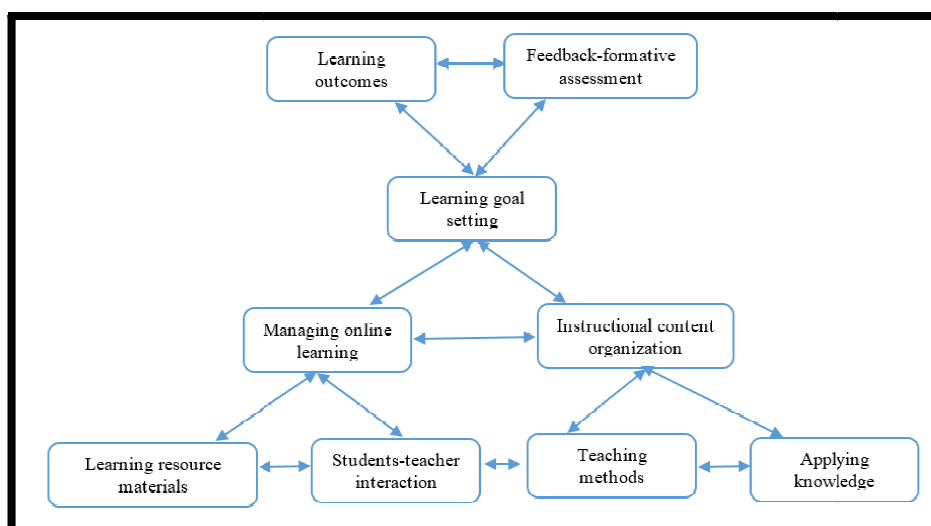 Learning
outcomes
Feedback-formative
assessment
Learning goal
setting
Managing online
learning
Instructional content
organization
Learning resource
materials
Students-teacher
interaction
Teaching
methods
Applying
knowledge